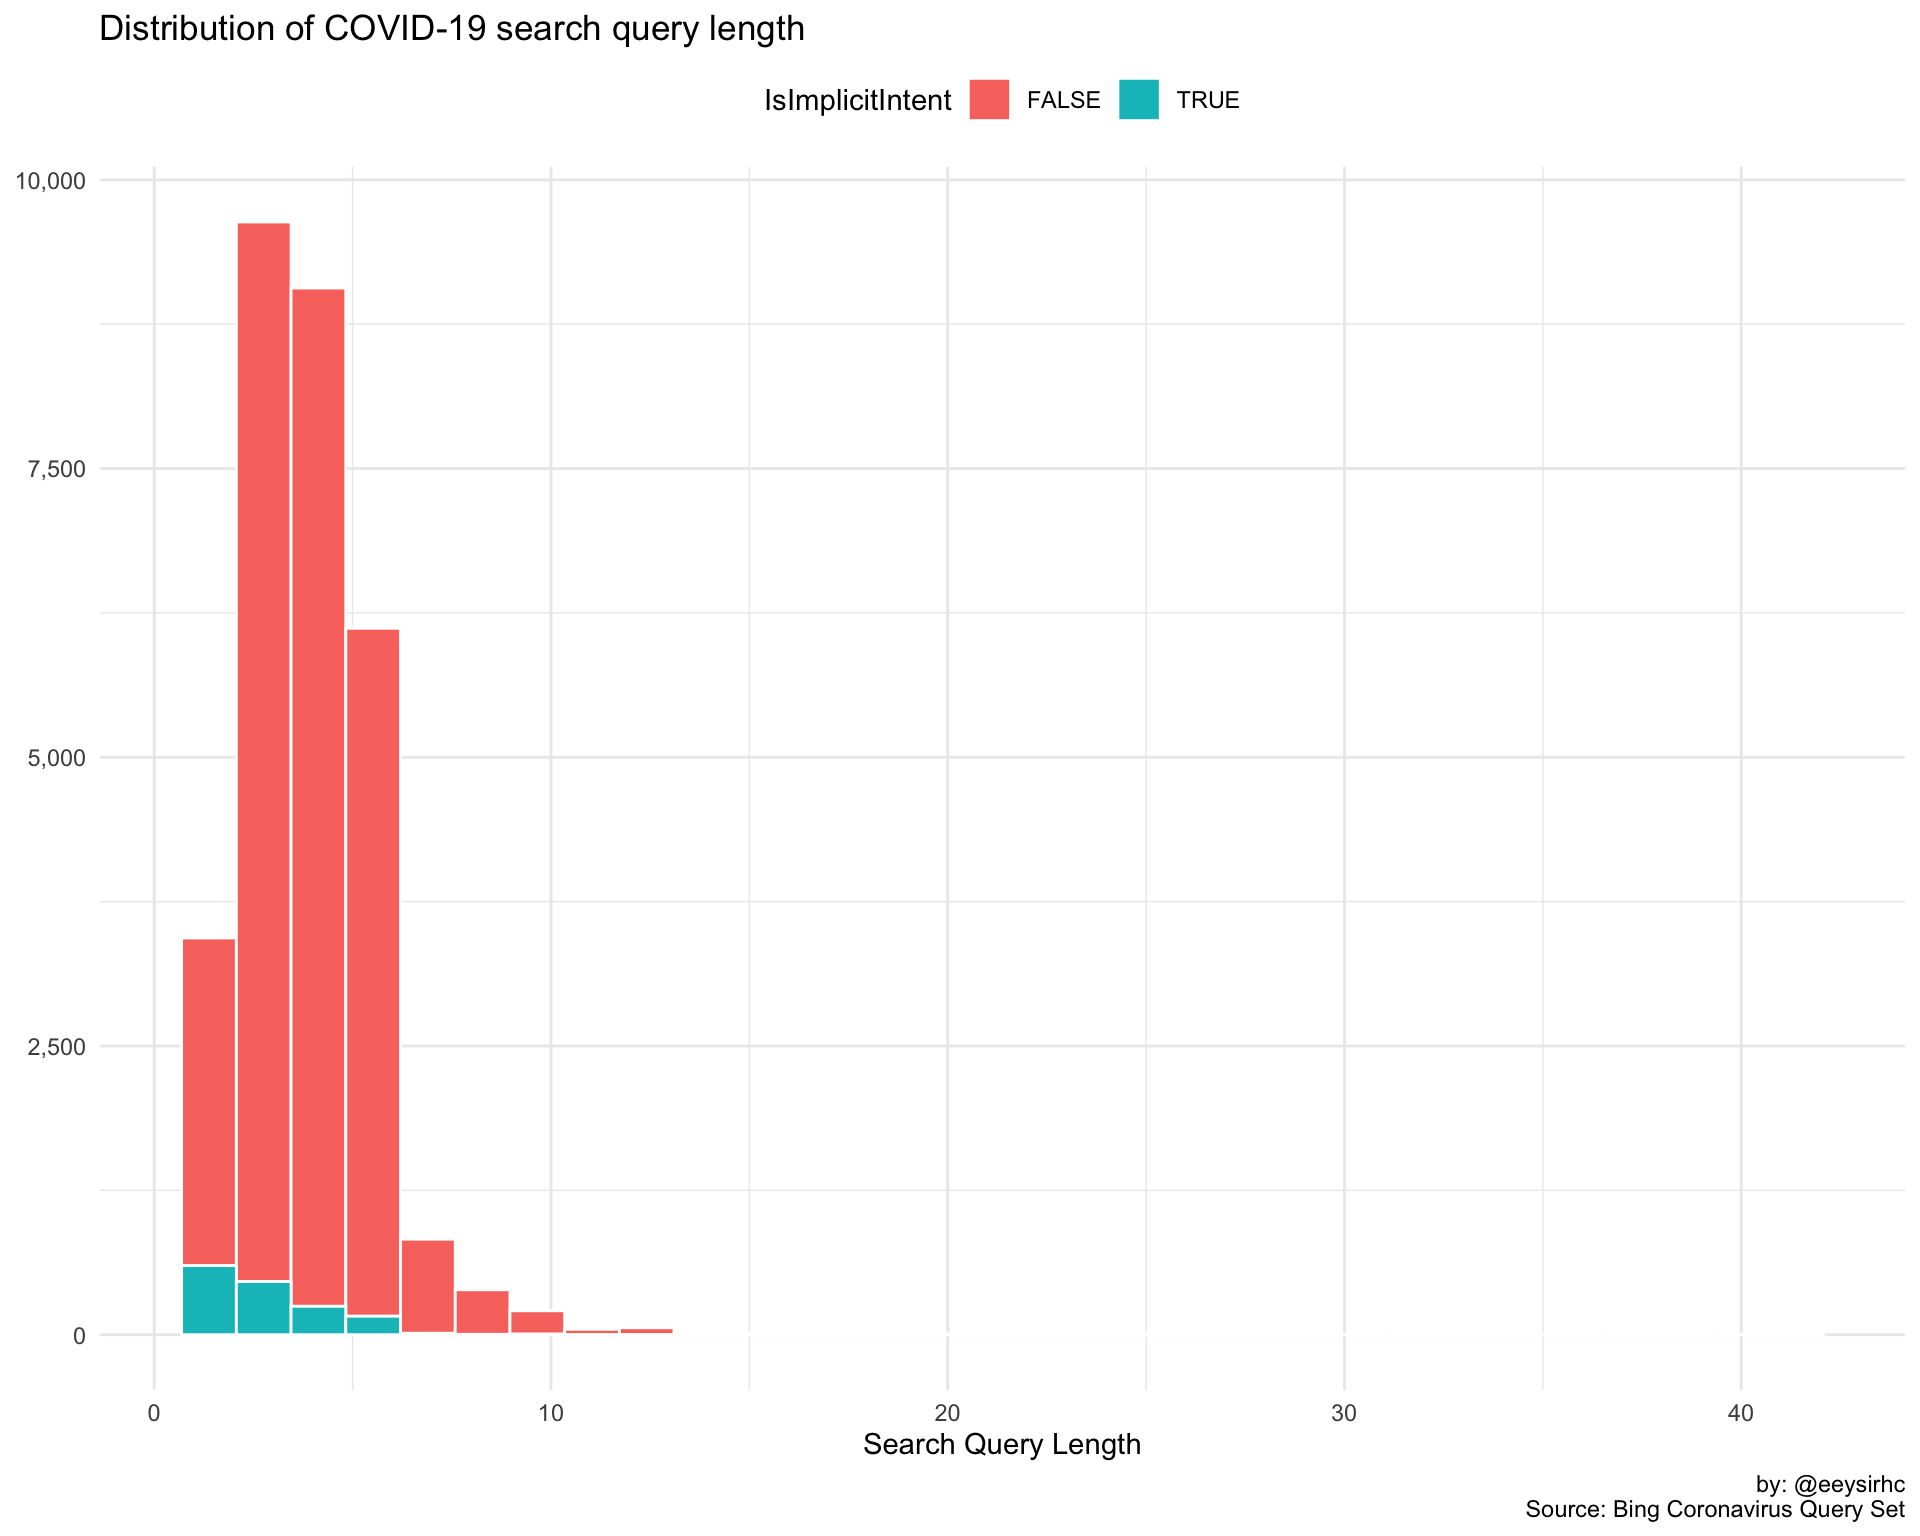 Distribution of COVID-19 search query length
IsImplicitIntent FALSE TRUE
10,000
7,500
5,000
2,500
0
0 10 20 30 40
Search Query Length
by: @eeysirhc
Source: Bing Coronavirus Query Set